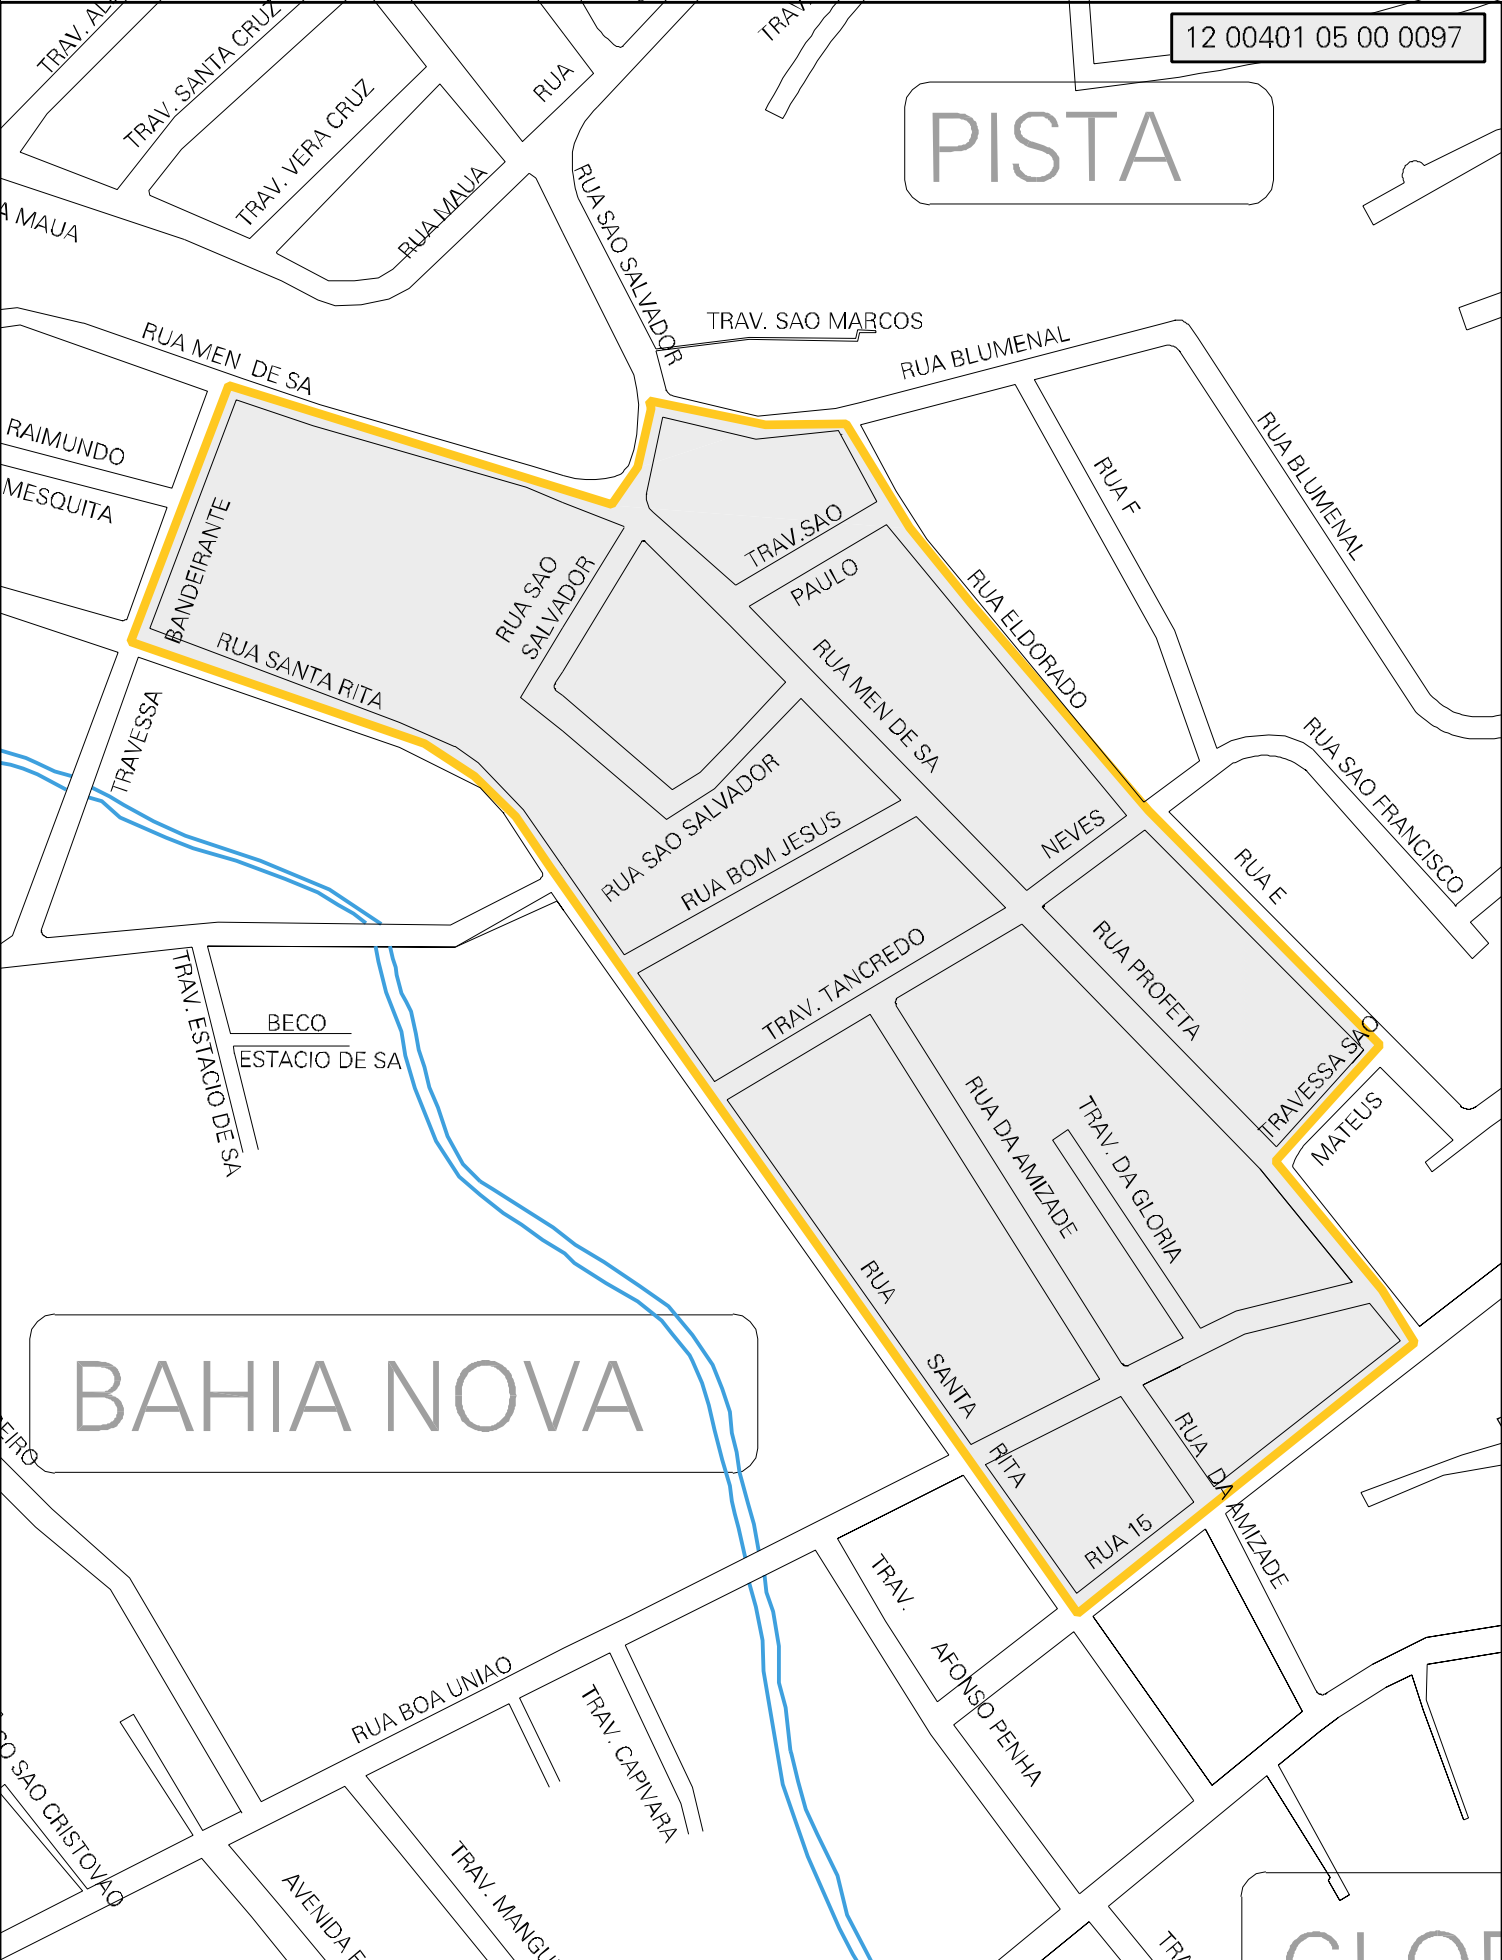 12 00401 05 00 0097
TRAV. SANTA CRUZ
RUA
PISTA
TRAV. VERA CRUZ
RUA MAUA
MAUA
RUA SAO SALVADOR
TRAV. SAO MARCOS
RUA BLUMENAL
RUA MEN DE SA
RAIMUNDO
MESQUITA
RUA BLUMENAL
RUA F
BANDEIRANTE
TRAV.SAO
PAULO
RUA SAO
SALVADOR
RUA ELDORADO
RUA SANTA RITA
RUA MEN DE SA
TRAVESSA
RUA SAO FRANCISCO
RUA SAO SALVADOR
RUA BOM JESUS
NEVES
RUA E
TRAV. TANCREDO
RUA PROFETA
TRAV. ESTACIO DE SA
BECO
ESTACIO DE SA
TRAVESSA SAO
MATEUS
RUA DA AMIZADE
TRAV. DA GLORIA
RUA
SANTA
RITA
BAHIA NOVA
RUA DA AMIZADE
RUA 15
TRAV.
AFONSO PENHA
RUA BOA UNIAO
TRAV. CAPIVARA
SAO CRISTOVAO
AVENIDA
TRAV.